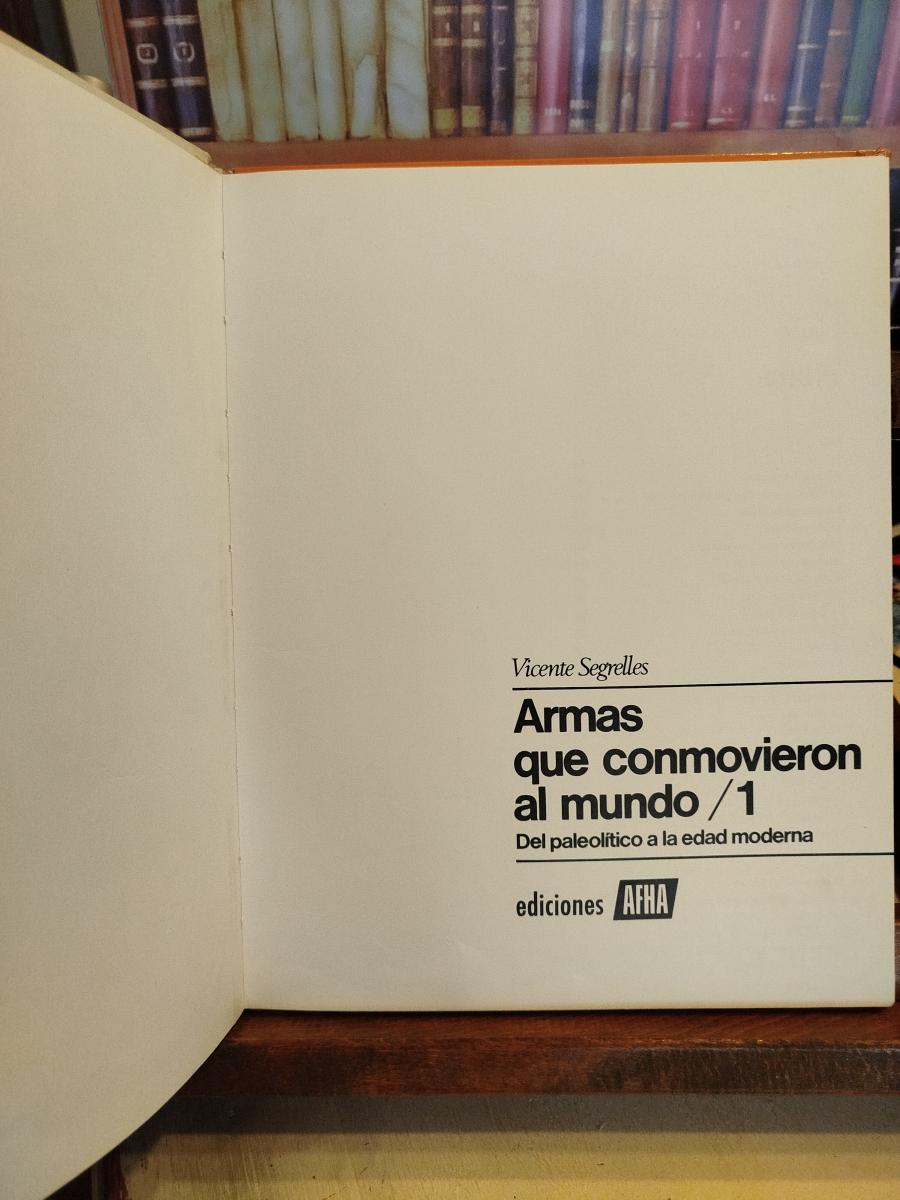 Vicente Segrelles
Armas
que conmovieron
al mundo /1
Del paleolítico a la edad moderna
ediciones AFHA